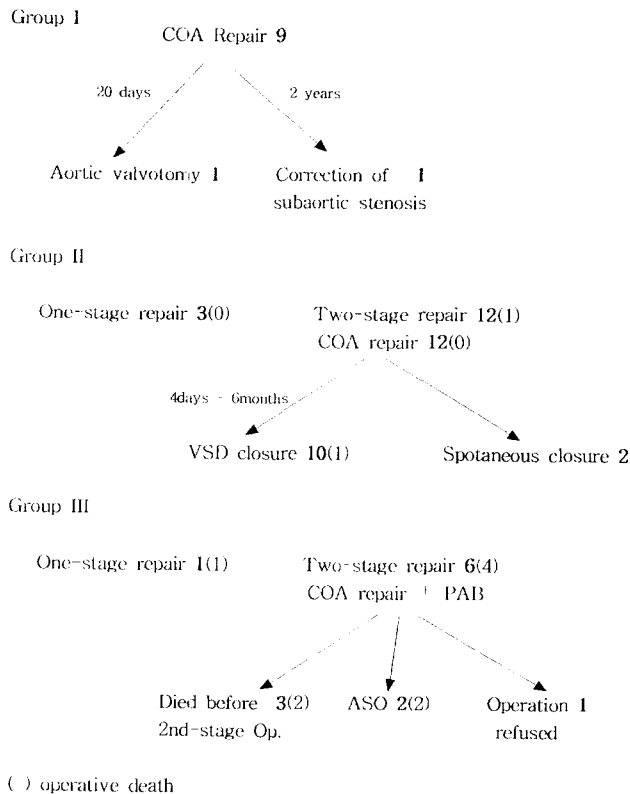 Group I
COA Repair 9
20 days
2 years
Aortic valvotomy 1
Correction of 1
subaortic stenosis
Group II
One-stage repair 3(0)
Two-stage repair 12(1)
COA repair 12(0)
4days - 6months
VSD closure 10(1)
Spotaneous closure 2
Group III
One-stage repair 1(1)
Two-stage repair 6(4)
COA repair + PAB
Died before 3(2)
2nd-stage Op.
ASO 2(2)
Operation 1
refused
( ) operative death